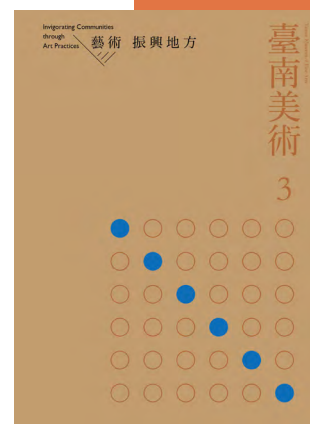 Invigorating Communities
through
Art Practices
藝術 振興地方
臺南美術
3